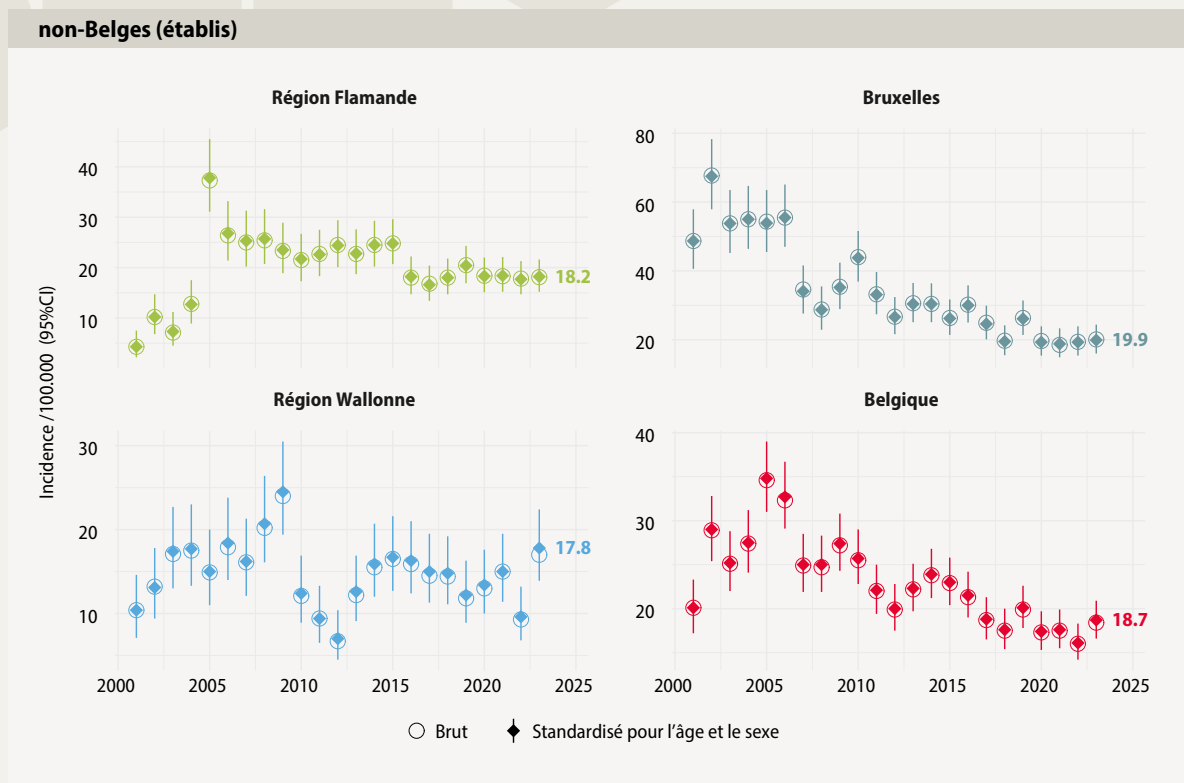 non-Belges (établis)
Région Flamande
Bruxelles
40
30
20
10
18.2
80
60
40
20
19.9
Incidence /100.000 (95%CI)
Région Wallonne
Belgique
30
20
10
17.8
40
30
20
18.7
2000 2005 2010 2015 2020 2025
2000 2005 2010 2015 2020 2025
Brut Standardisé pour l'âge et le sexe